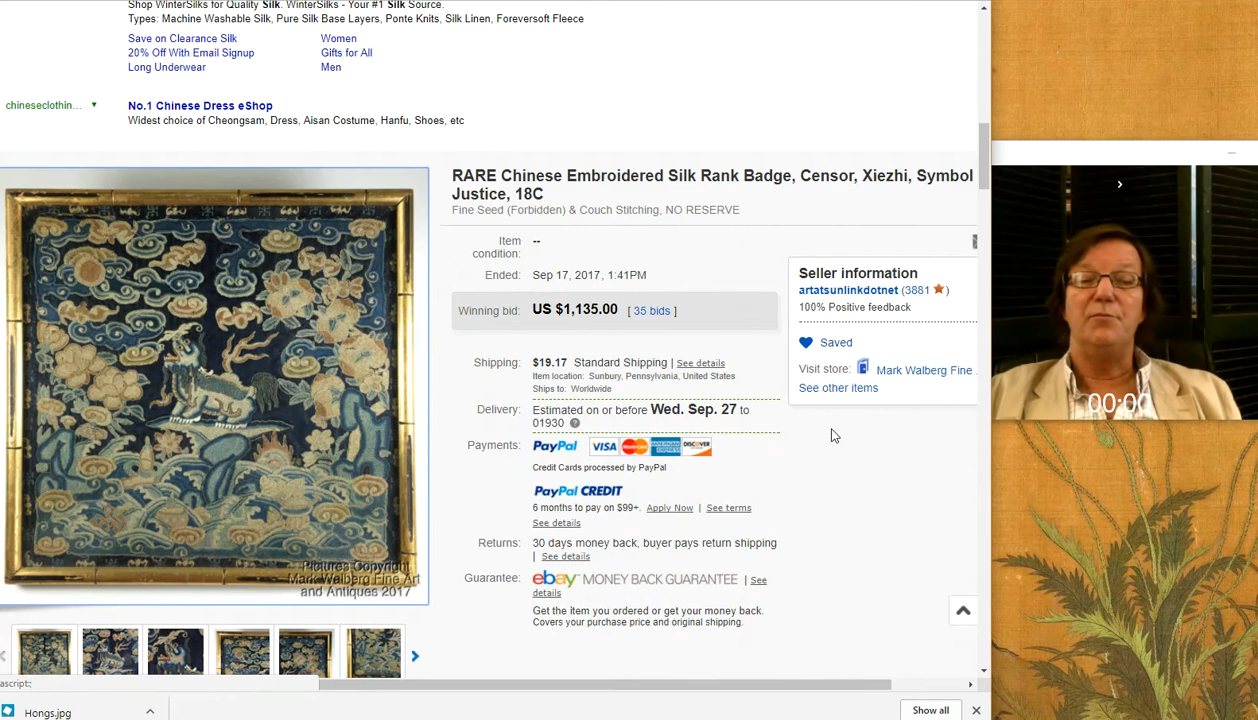 Shop WinterSilks for Quality Silk. WinterSilks - Your #1 Silk Source.
Types: Machine Washable Silk, Pure Silk Base Layers, Ponte Knits, Silk Linen, Foreversoft Fleece
Save on Clearance Silk Women
20% Off With Email Signup Gifts for All
Long Underwear Men
chineseclothin... No.1 Chinese Dress eShop
Widest choice of Cheongsam, Dress, Aisan Costume, Hanfu, Shoes, etc
RARE Chinese Embroidered Silk Rank Badge, Censor, Xiezhi, Symbol
Justice, 18C
Fine Seed (Forbidden) & Couch Stitching, NO RESERVE
Item condition: --
Ended: Sep 17, 2017, 1:41PM
Winning bid: US $1,135.00 [ 35 bids ]
Shipping: $19.17 Standard Shipping | See details
Item location: Sunbury, Pennsylvania, United States
Ships to: Worldwide
Delivery: Estimated on or before Wed. Sep. 27 to
01930
Payments: PayPal VISA MasterCard AMERICAN EXPRESS DISCOVER
Credit Cards processed by PayPal
PayPal CREDIT
6 months to pay on $99+. Apply Now | See terms
See details
Returns: 30 days money back, buyer pays return shipping
| See details
Guarantee: ebay MONEY BACK GUARANTEE | See
details
Get the item you ordered or get your money back.
Covers your purchase price and original shipping.
Seller information
artatsunlinkdotnet (3881 )
100% Positive feedback
Saved
Visit store: Mark Walberg Fine .
See other items
00:00
Pictures Copyright
Mark Walberg Fine Art
and Antiques 2017
ascript:;
Hongs.jpg
Show all